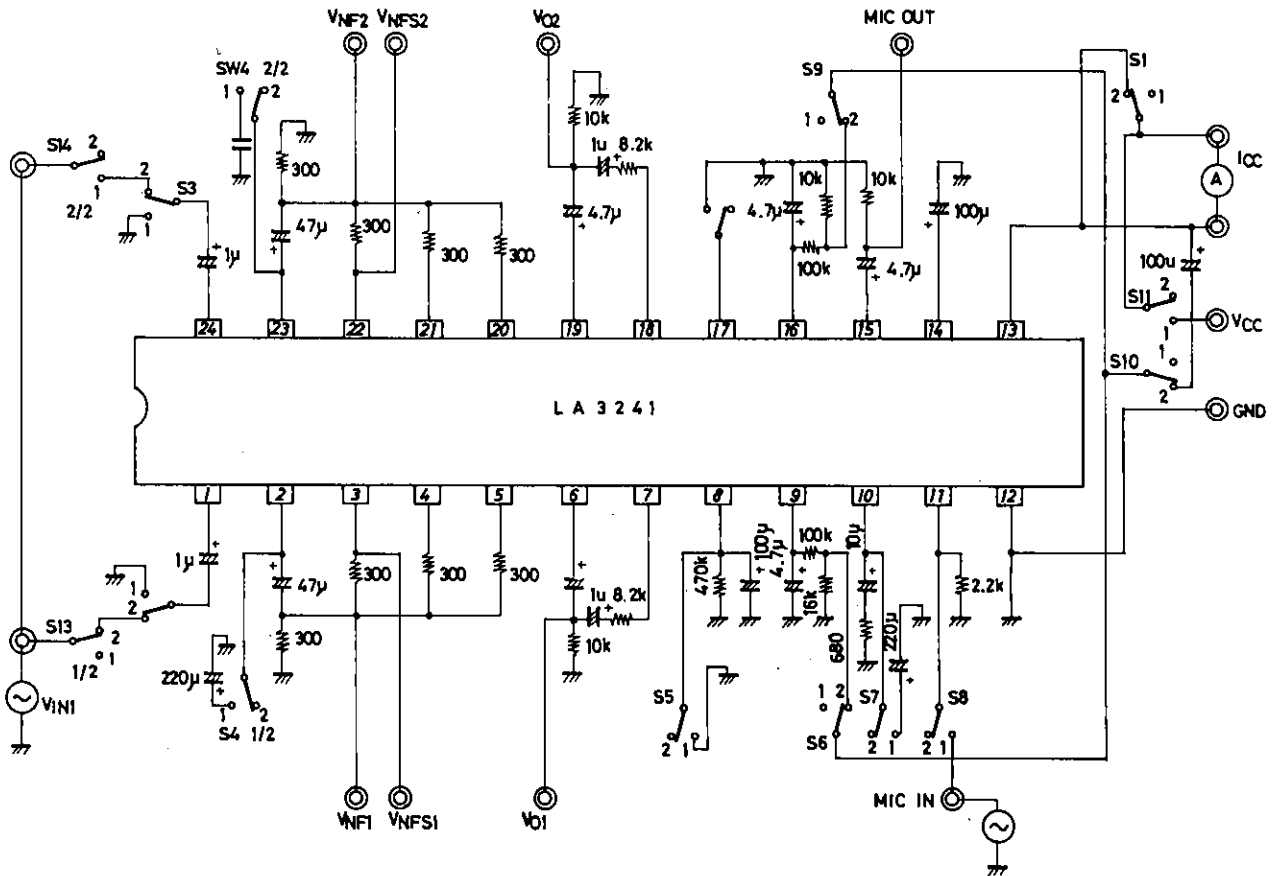 VNF2 VNFS2 VO2 MIC OUT
SW4 2/2
1 2
S9
1 2
S1
2 1
ICC
A
S14 2
1
2/2
2 S3
1
300
47μ
+
300
300
300
10k
1u 8.2k
+
4.7μ
+
4.7μ
+
10k
10k
100k
4.7μ
+
100μ
+
100u
+
1μ
+
S11 2
1
VCC
S10 1
2
GND
24 23 22 21 20 19 18 17 16 15 14 13
LA3241
1 2 3 4 5 6 7 8 9 10 11 12
1μ
+
1
2
S13 2
1
1/2
VIN1
47μ
+
300
300
300
300
220μ
+
1 2
S4 1/2
+
1u 8.2k
+
10k
470k
100μ
+
4.7μ
+
100k
16k
10μ
+
680
220μ
+
2.2k
S5
2 1
1 2
S6
S7
2 1
S8
2 1
MIC IN
VNF1 VNFS1 VO1